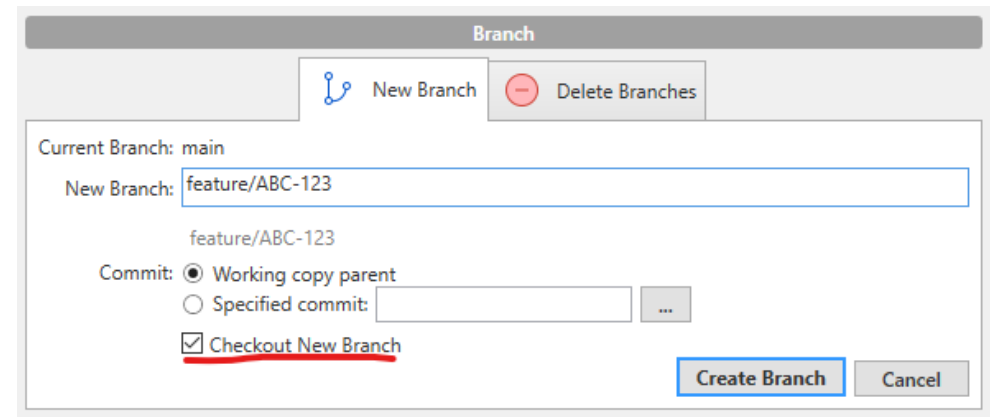 Branch
New Branch
Delete Branches
Current Branch: main
New Branch: feature/ABC-123
feature/ABC-123
Commit: Working copy parent
Specified commit: ...
Checkout New Branch
Create Branch Cancel